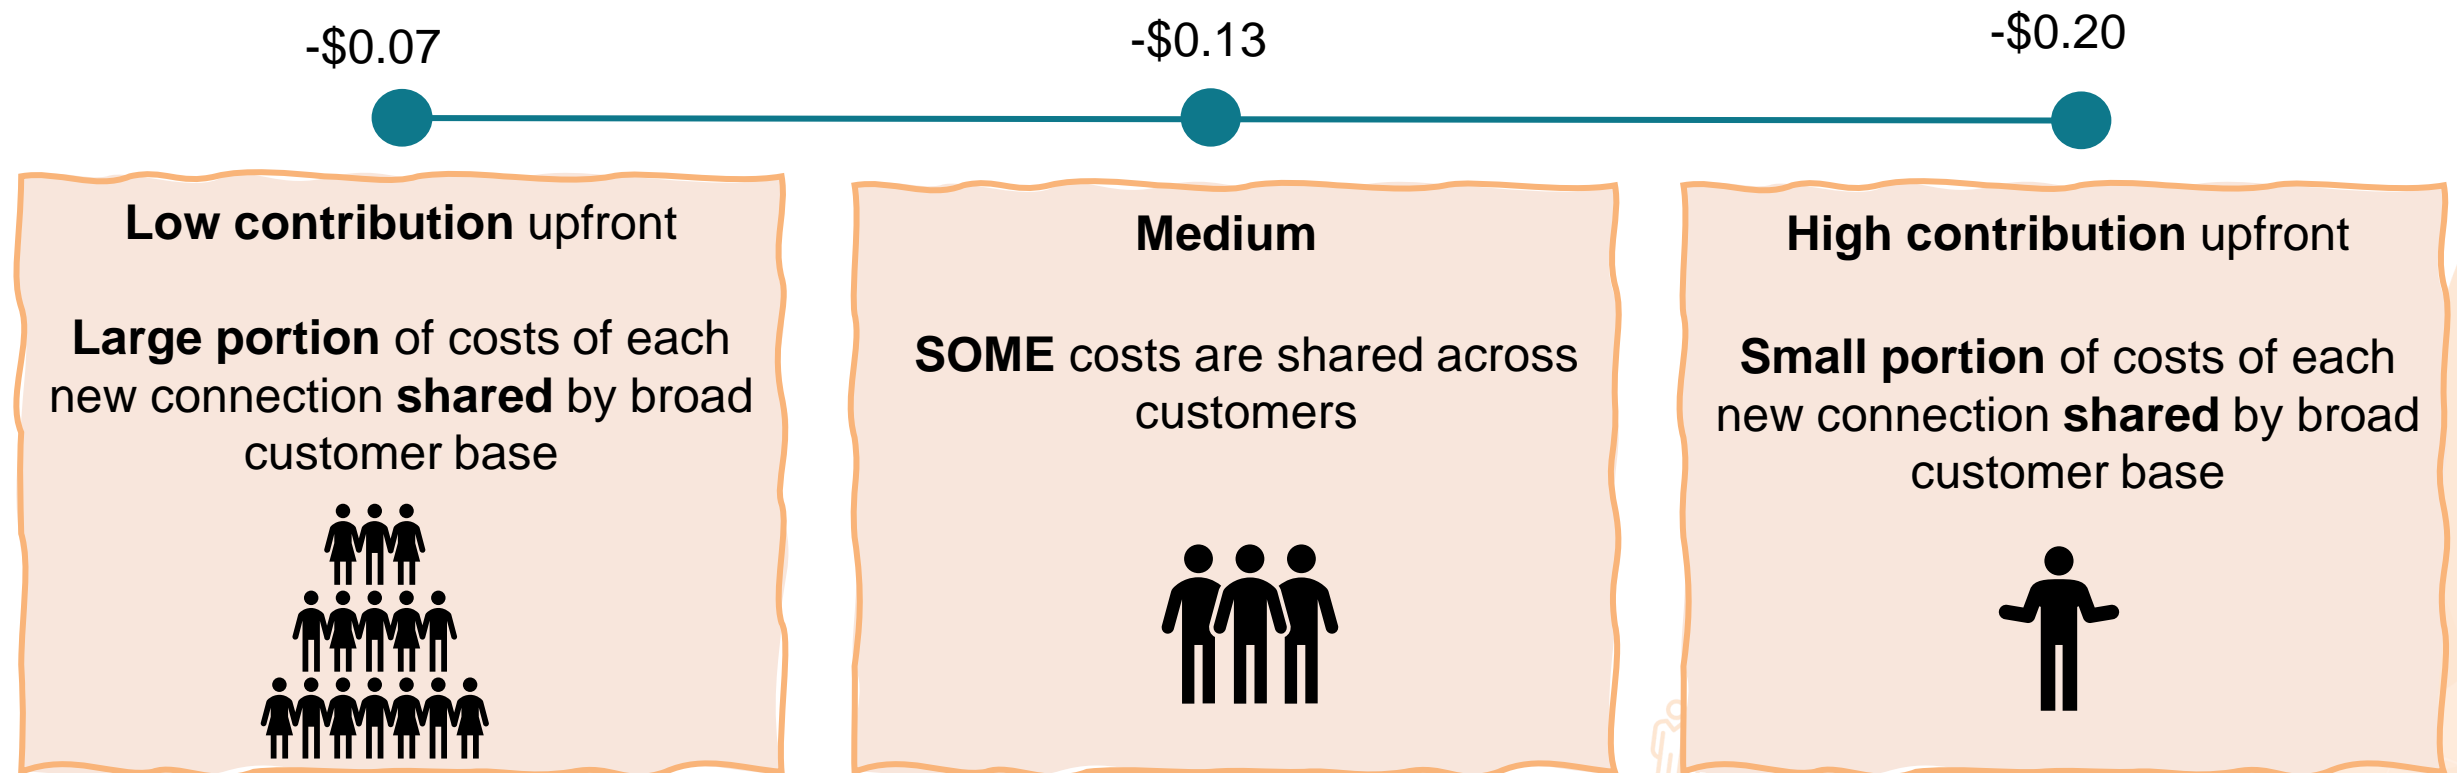 -$0.07
-$0.13
-$0.20
Low contribution upfront
Large portion of costs of each
new connection shared by broad
customer base
Medium
SOME costs are shared across
customers
High contribution upfront
Small portion of costs of each
new connection shared by broad
customer base